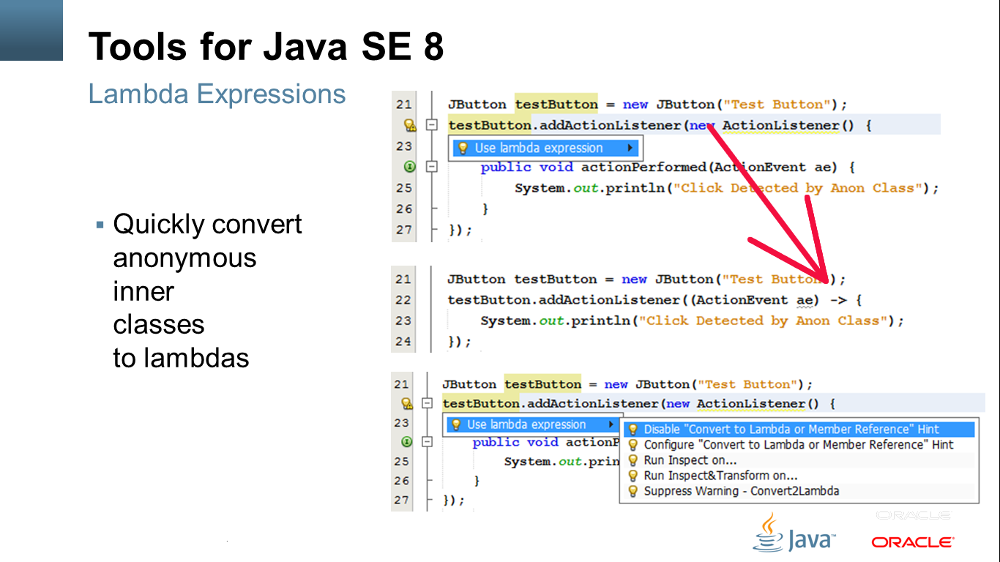 Tools for Java SE 8
Lambda Expressions
Quickly convert
anonymous
inner
classes
to lambdas
21 JButton testButton = new JButton("Test Button");
testButton.addActionListener(new ActionListener() {
23 Use lambda expression
public void actionPerformed(ActionEvent ae) {
25 System.out.println("Click Detected by Anon Class");
26 }
27 });
21 JButton testButton = new JButton("Test Button");
22 testButton.addActionListener((ActionEvent ae) -> {
23 System.out.println("Click Detected by Anon Class");
24 });
21 JButton testButton = new JButton("Test Button");
testButton.addActionListener(new ActionListener() {
23 Use lambda expression
Disable "Convert to Lambda or Member Reference" Hint
public void actionP
Configure "Convert to Lambda or Member Reference" Hint
25 System.out.prin
Run Inspect on...
26 }
Run Inspect&Transform on...
27 });
Suppress Warning - Convert2Lambda
ORACLE
Java™
ORACLE®